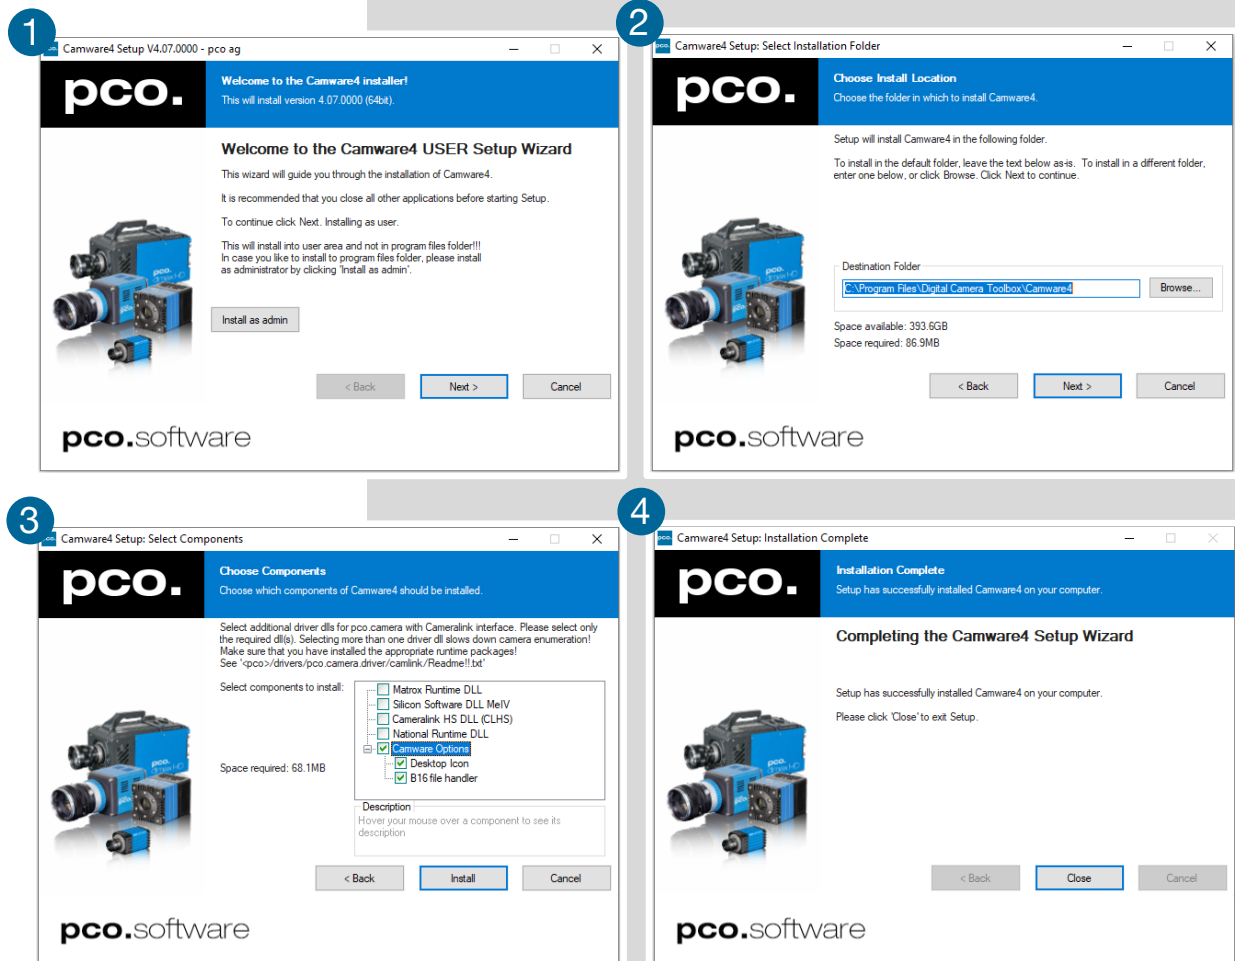 1
Camware4 Setup V4.07.0000 - pco ag
pco.
Welcome to the Camware4 installer!
This will install version 4.07.0000 (64bit).
Welcome to the Camware4 USER Setup Wizard
This wizard will guide you through the installation of Camware4.
It is recommended that you close all other applications before starting Setup.
To continue click Next. Installing as user.
This will install into user area and not in program files folder!!!
In case you like to install to program files folder, please install
as administrator by clicking 'Install as admin'.
Install as admin
< Back Next > Cancel
pco.software
2
Camware4 Setup: Select Installation Folder
pco.
Choose Install Location
Choose the folder in which to install Camware4.
Setup will install Camware4 in the following folder.
To install in the default folder, leave the text below as-is. To install in a different folder,
enter one below, or click Browse. Click Next to continue.
Destination Folder
C:\Program Files\Digital Camera Toolbox\Camware4
Browse...
Space available: 393.6GB
Space required: 86.9MB
< Back Next > Cancel
pco.software
3
Camware4 Setup: Select Components
pco.
Choose Components
Choose which components of Camware4 should be installed.
Select additional driver dlls for pco.camera with Cameralink interface. Please select only
the required dll(s). Selecting more than one driver dll slows down camera enumeration!
Make sure that you have installed the appropriate runtime packages!
See '<pco>/drivers/pco.camera.driver/camlink/Readme!!.txt'
Select components to install:
Matrox Runtime DLL
Silicon Software DLL MeIV
Cameralink HS DLL (CLHS)
National Runtime DLL
Camware Options
Desktop Icon
B16 file handler
Space required: 68.1MB
Description
Hover your mouse over a component to see its
description
< Back Install Cancel
pco.software
4
Camware4 Setup: Installation Complete
pco.
Installation Complete
Setup has successfully installed Camware4 on your computer.
Completing the Camware4 Setup Wizard
Setup has successfully installed Camware4 on your computer.
Please click 'Close' to exit Setup.
< Back Close Cancel
pco.software